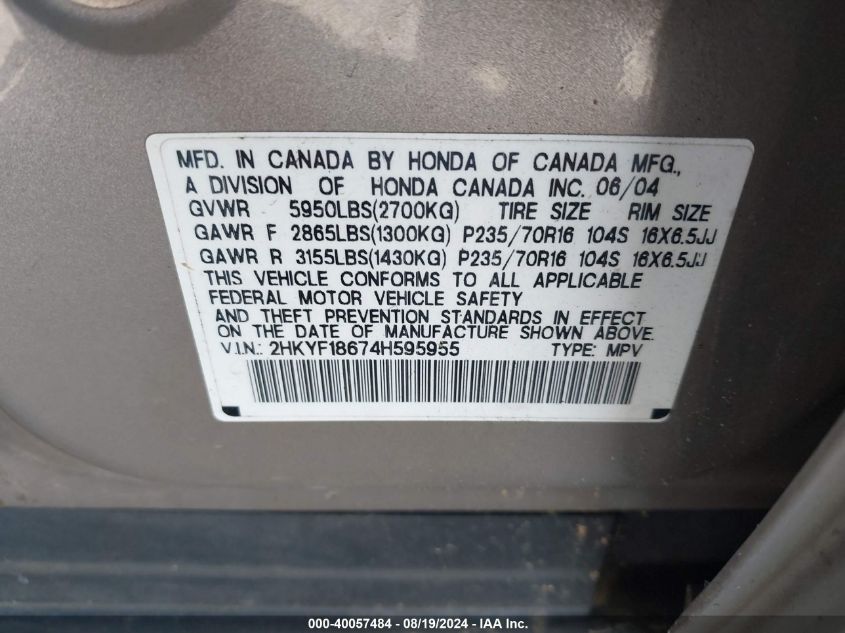 MFD. IN CANADA BY HONDA OF CANADA MFG.,
A DIVISION OF HONDA CANADA INC. 06/04
GVWR 5950LBS(2700KG) TIRE SIZE RIM SIZE
GAWR F 2865LBS(1300KG) P235/70R16 104S 16X6.5JJ
GAWR R 3155LBS(1430KG) P235/70R16 104S 16X6.5JJ
THIS VEHICLE CONFORMS TO ALL APPLICABLE
FEDERAL MOTOR VEHICLE SAFETY
AND THEFT PREVENTION STANDARDS IN EFFECT
ON THE DATE OF MANUFACTURE SHOWN ABOVE.
V.I.N.: 2HKYF18674H595955 TYPE: MPV
000-40057484 - 08/19/2024 - IAA Inc.